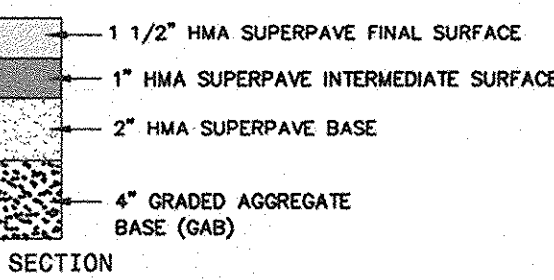 1 1/2" HMA SUPERPAVE FINAL SURFACE
1" HMA SUPERPAVE INTERMEDIATE SURFACE
2" HMA SUPERPAVE BASE
4" GRADED AGGREGATE
BASE (GAB)
SECTION